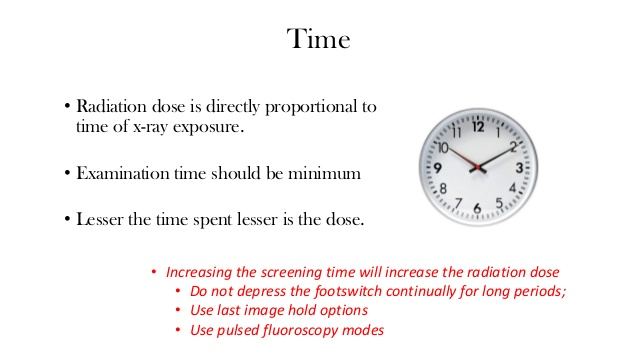 Time
• Radiation dose is directly proportional to
time of x-ray exposure.
• Examination time should be minimum
• Lesser the time spent lesser is the dose.
11 12 1
10 2
9 3
8 4
7 6 5
• Increasing the screening time will increase the radiation dose
• Do not depress the footswitch continually for long periods;
• Use last image hold options
• Use pulsed fluoroscopy modes